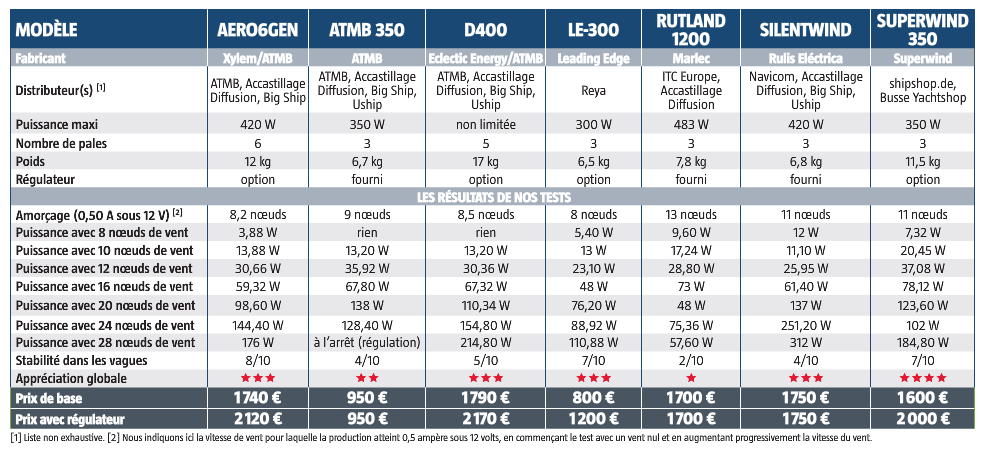 MODÈLE AERO6GEN ATMB 350 D400 LE-300 RUTLAND 1200 SILENTWIND SUPERWIND 350
Fabricant Xylem/ATMB ATMB Eclectic Energy/ATMB Leading Edge Marlec Rulis Eléctrica Superwind
Distributeur(s) [1] ATMB, Accastillage Diffusion, Big Ship ATMB, Accastillage Diffusion, Big Ship, Uship ATMB, Accastillage Diffusion, Big Ship, Uship Reya ITC Europe, Accastillage Diffusion Navicom, Accastillage Diffusion, Big Ship, Uship shipshop.de, Busse Yachtshop
Puissance maxi 420 W 350 W non limitée 300 W 483 W 420 W 350 W
Nombre de pales 6 3 5 3 3 3 3
Poids 12 kg 6,7 kg 17 kg 6,5 kg 7,8 kg 6,8 kg 11,5 kg
Régulateur option fourni option option fourni fourni option
LES RÉSULTATS DE NOS TESTS
Amorçage (0,50 A sous 12 V) [2] 8,2 nœuds 9 nœuds 8,5 nœuds 8 nœuds 13 nœuds 11 nœuds 11 nœuds
Puissance avec 8 nœuds de vent 3,88 W rien rien 5,40 W 9,60 W 12 W 7,32 W
Puissance avec 10 nœuds de vent 13,88 W 13,20 W 13,20 W 13 W 17,24 W 11,10 W 20,45 W
Puissance avec 12 nœuds de vent 30,66 W 35,92 W 30,36 W 23,10 W 28,80 W 25,95 W 37,08 W
Puissance avec 16 nœuds de vent 59,32 W 67,80 W 67,32 W 48 W 73 W 61,40 W 78,12 W
Puissance avec 20 nœuds de vent 98,60 W 138 W 110,34 W 76,20 W 48 W 137 W 123,60 W
Puissance avec 24 nœuds de vent 144,40 W 128,40 W 154,80 W 88,92 W 75,36 W 251,20 W 102 W
Puissance avec 28 nœuds de vent 176 W à l'arrêt (régulation) 214,80 W 110,88 W 57,60 W 312 W 184,80 W
Stabilité dans les vagues 8/10 4/10 5/10 7/10 2/10 4/10 7/10
Appréciation globale ★★★ ★★ ★★★ ★★★ ★ ★★★ ★★★★
Prix de base 1740 € 950 € 1790 € 800 € 1700 € 1750 € 1600 €
Prix avec régulateur 2120 € 950 € 2170 € 1200 € 1700 € 1750 € 2000 €
[1] Liste non exhaustive. [2] Nous indiquons ici la vitesse de vent pour laquelle la production atteint 0,5 ampère sous 12 volts, en commençant le test avec un vent nul et en augmentant progressivement la vitesse du vent.